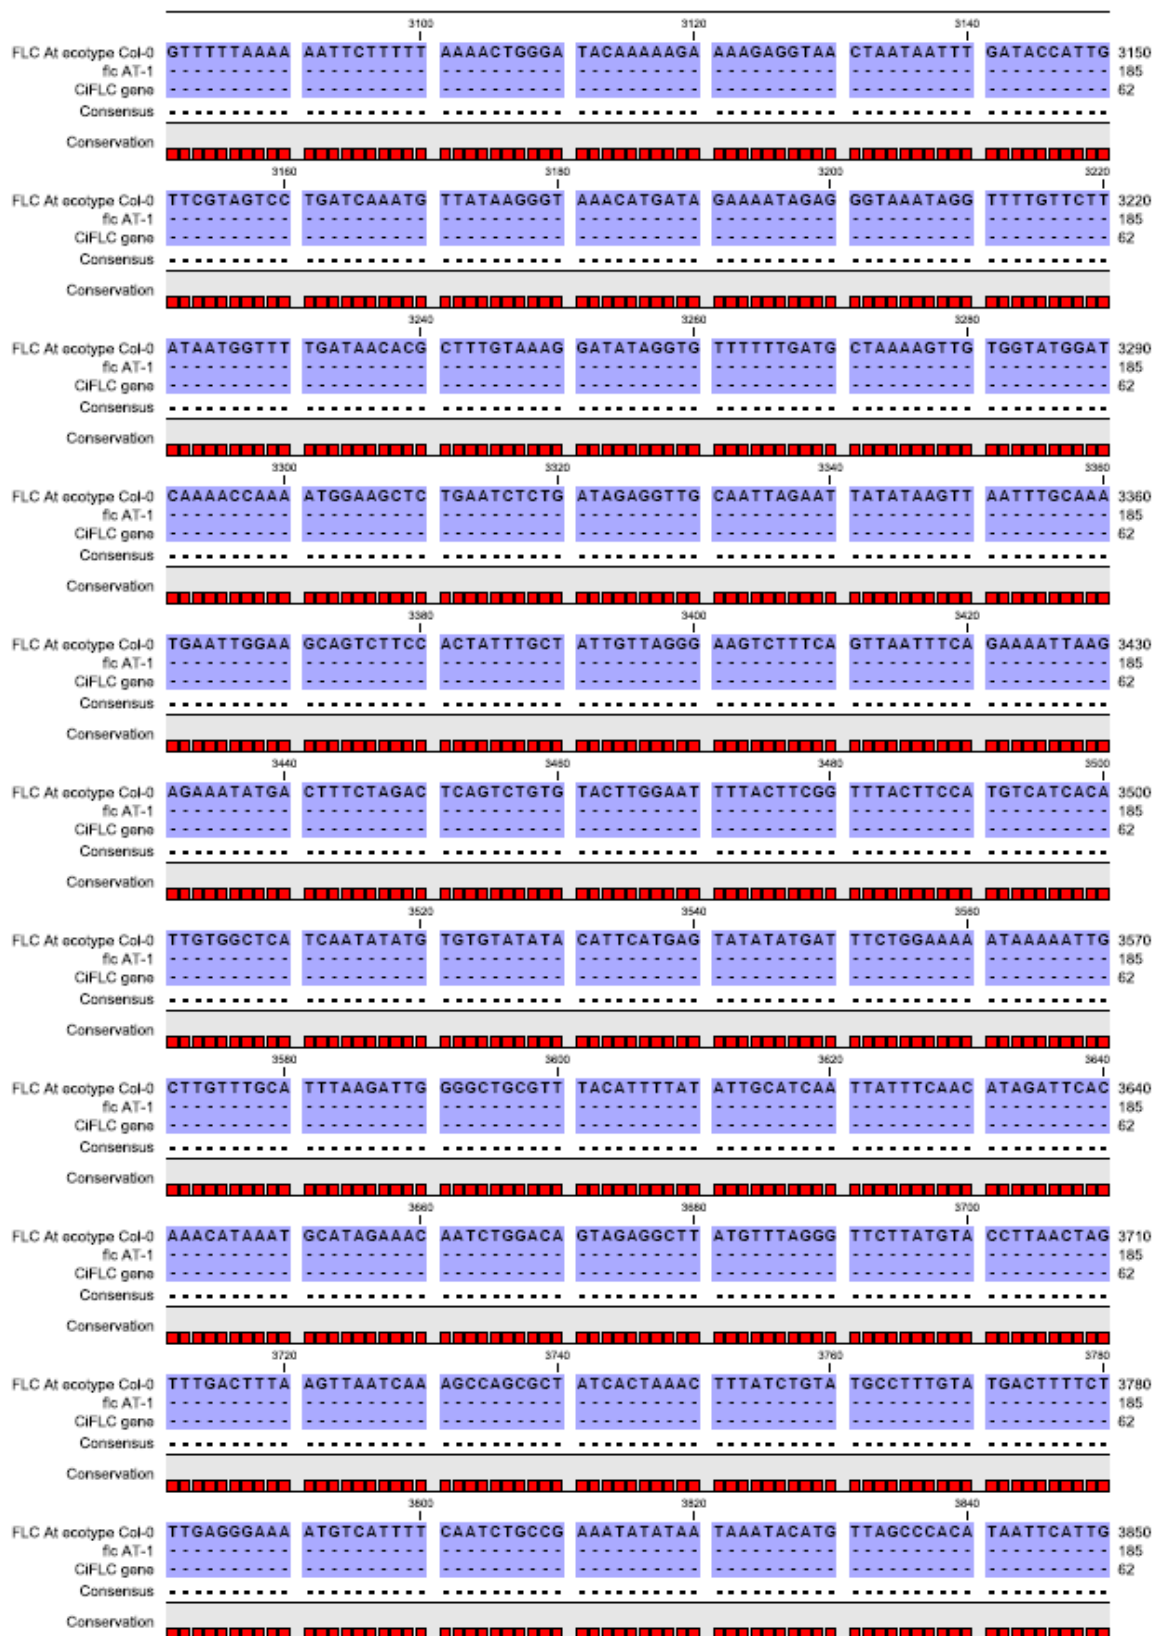 3100 3120 3140
FLC At ecotype Col-0 GTTTTTAAAA AATTCTTTTT AAAACTGGGA TACAAAAAGA AAAGAGGTAA CTAATAATTT GATACCATTG 3150
flc AT-1 ---------- ---------- ---------- ---------- ---------- ---------- ---------- 185
CiFLC gene ---------- ---------- ---------- ---------- ---------- ---------- ---------- 62
Consensus ---------- ---------- ---------- ---------- ---------- ---------- ----------
Conservation
3160 3180 3200 3220
FLC At ecotype Col-0 TTCGTAGTCC TGATCAAATG TTATAAGGGT AAACATGATA GAAAATAGAG GGTAAATAGG TTTTGTTCTT 3220
flc AT-1 ---------- ---------- ---------- ---------- ---------- ---------- ---------- 185
CiFLC gene ---------- ---------- ---------- ---------- ---------- ---------- ---------- 62
Consensus ---------- ---------- ---------- ---------- ---------- ---------- ----------
Conservation
3240 3260 3280
FLC At ecotype Col-0 ATAATGGTTT TGATAACACG CTTTGTAAAG GATATAGGTG TTTTTTGATG CTAAAAGTTG TGGTATGGAT 3290
flc AT-1 ---------- ---------- ---------- ---------- ---------- ---------- ---------- 185
CiFLC gene ---------- ---------- ---------- ---------- ---------- ---------- ---------- 62
Consensus ---------- ---------- ---------- ---------- ---------- ---------- ----------
Conservation
3300 3320 3340 3360
FLC At ecotype Col-0 CAAAACCAAA ATGGAAGCTC TGAATCTCTG ATAGAGGTTG CAATTAGAAT TATATAAGTT AATTTGCAAA 3360
flc AT-1 ---------- ---------- ---------- ---------- ---------- ---------- ---------- 185
CiFLC gene ---------- ---------- ---------- ---------- ---------- ---------- ---------- 62
Consensus ---------- ---------- ---------- ---------- ---------- ---------- ----------
Conservation
3380 3400 3420
FLC At ecotype Col-0 TGAATTGGAA GCAGTCTTCC ACTATTTGCT ATTGTTAGGG AAGTCTTTCA GTTAATTTCA GAAAATTAAG 3430
flc AT-1 ---------- ---------- ---------- ---------- ---------- ---------- ---------- 185
CiFLC gene ---------- ---------- ---------- ---------- ---------- ---------- ---------- 62
Consensus ---------- ---------- ---------- ---------- ---------- ---------- ----------
Conservation
3440 3460 3480 3500
FLC At ecotype Col-0 AGAAATATGA CTTTCTAGAC TCAGTCTGTG TACTTGGAAT TTTACTTCGG TTTACTTCCA TGTCATCACA 3500
flc AT-1 ---------- ---------- ---------- ---------- ---------- ---------- ---------- 185
CiFLC gene ---------- ---------- ---------- ---------- ---------- ---------- ---------- 62
Consensus ---------- ---------- ---------- ---------- ---------- ---------- ----------
Conservation
3520 3540 3560
FLC At ecotype Col-0 TTGTGGCTCA TCAATATATG TGTGTATATA CATTCATGAG TATATATGAT TTCTGGAAAA ATAAAAATTG 3570
flc AT-1 ---------- ---------- ---------- ---------- ---------- ---------- ---------- 185
CiFLC gene ---------- ---------- ---------- ---------- ---------- ---------- ---------- 62
Consensus ---------- ---------- ---------- ---------- ---------- ---------- ----------
Conservation
3580 3600 3620 3640
FLC At ecotype Col-0 CTTGTTTGCA TTTAAGATTG GGGCTGCGTT TACATTTTAT ATTGCATCAA TTATTTCAAC ATAGATTCAC 3640
flc AT-1 ---------- ---------- ---------- ---------- ---------- ---------- ---------- 185
CiFLC gene ---------- ---------- ---------- ---------- ---------- ---------- ---------- 62
Consensus ---------- ---------- ---------- ---------- ---------- ---------- ----------
Conservation
3660 3680 3700
FLC At ecotype Col-0 AAACATAAAT GCATAGAAAC AATCTGGACA GTAGAGGCTT ATGTTTAGGG TTCTTATGTA CCTTAACTAG 3710
flc AT-1 ---------- ---------- ---------- ---------- ---------- ---------- ---------- 185
CiFLC gene ---------- ---------- ---------- ---------- ---------- ---------- ---------- 62
Consensus ---------- ---------- ---------- ---------- ---------- ---------- ----------
Conservation
3720 3740 3760 3780
FLC At ecotype Col-0 TTTGACTTTA AGTTAATCAA AGCCAGCGCT ATCACTAAAC TTTATCTGTA TGCCTTTGTA TGACTTTTCT 3780
flc AT-1 ---------- ---------- ---------- ---------- ---------- ---------- ---------- 185
CiFLC gene ---------- ---------- ---------- ---------- ---------- ---------- ---------- 62
Consensus ---------- ---------- ---------- ---------- ---------- ---------- ----------
Conservation
3800 3820 3840
FLC At ecotype Col-0 TTGAGGGAAA ATGTCATTTT CAATCTGCCG AAATATATAA TAAATACATG TTAGCCCACA TAATTCATTG 3850
flc AT-1 ---------- ---------- ---------- ---------- ---------- ---------- ---------- 185
CiFLC gene ---------- ---------- ---------- ---------- ---------- ---------- ---------- 62
Consensus ---------- ---------- ---------- ---------- ---------- ---------- ----------
Conservation